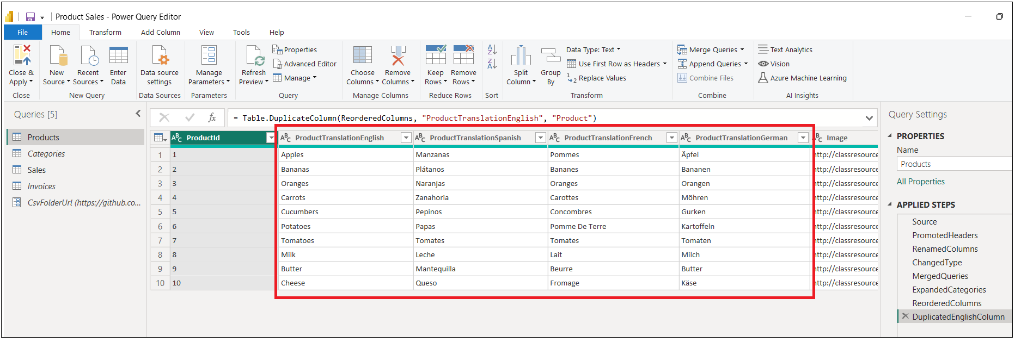 Product Sales - Power Query Editor
File Home Transform Add Column View Tools Help
Close & Apply
New Source
Recent Sources
Enter Data
Data source settings
Manage Parameters
Refresh Preview
Properties
Advanced Editor
Manage
Choose Columns
Remove Columns
Keep Rows
Remove Rows
Split Column
Group By
Data Type: Text
Use First Row as Headers
Replace Values
Merge Queries
Append Queries
Combine Files
Text Analytics
Vision
Azure Machine Learning
Close New Query Data Sources Parameters Query Manage Columns Reduce Rows Sort Transform Combine AI Insights
Queries [5]
Products
Categories
Sales
Invoices
CsvFolderUrl (https://github.co...
= Table.DuplicateColumn(ReorderedColumns, "ProductTranslationEnglish", "Product")
ProductId ProductTranslationEnglish ProductTranslationSpanish ProductTranslationFrench ProductTranslationGerman Image
1 1 Apples Manzanas Pommes Äpfel http://classresource
2 2 Bananas Plátanos Bananes Bananen http://classresource
3 3 Oranges Naranjas Oranges Orangen http://classresource
4 4 Carrots Zanahoria Carottes Möhren http://classresource
5 5 Cucumbers Pepinos Concombres Gurken http://classresource
6 6 Potatoes Papas Pomme De Terre Kartoffeln http://classresource
7 7 Tomatoes Tomates Tomates Tomaten http://classresource
8 8 Milk Leche Lait Milch http://classresource
9 9 Butter Mantequilla Beurre Butter http://classresource
10 10 Cheese Queso Fromage Käse http://classresource
Query Settings
PROPERTIES
Name
Products
All Properties
APPLIED STEPS
Source
PromotedHeaders
RenamedColumns
ChangedType
MergedQueries
ExpandedCategories
ReorderedColumns
DuplicatedEnglishColumn